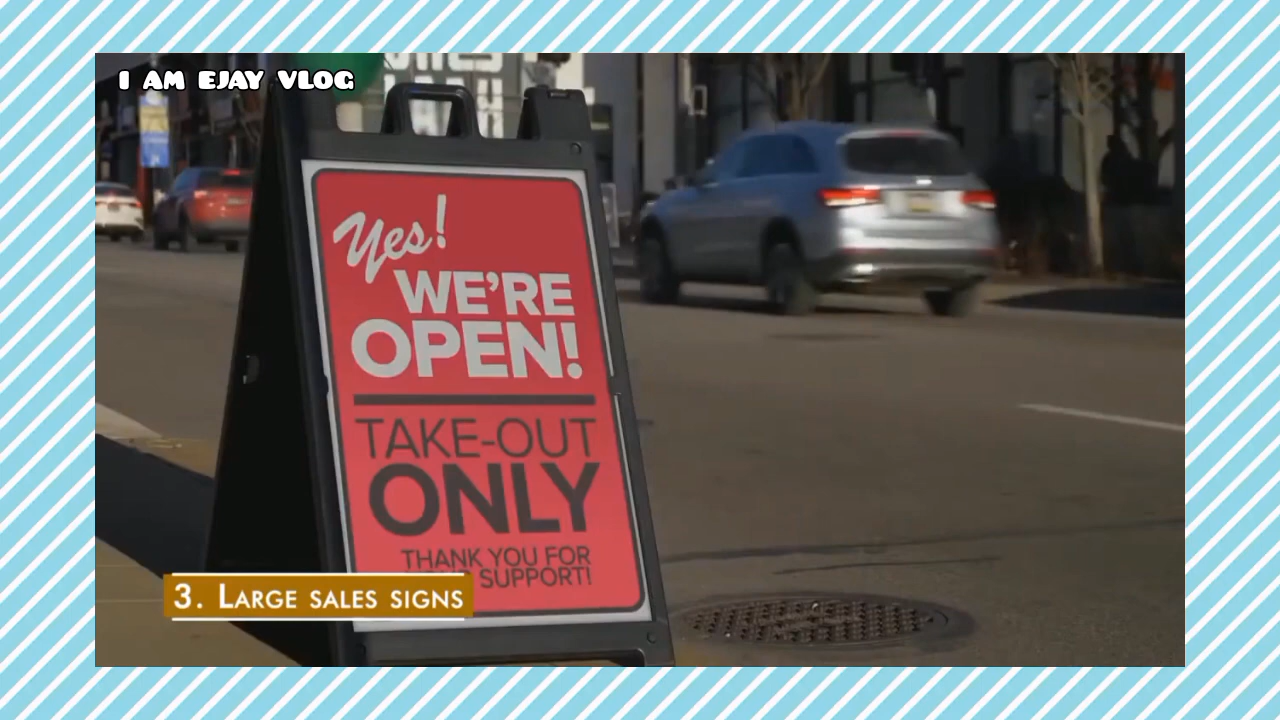 I AM EJAY VLOG
Yes!
WE'RE
OPEN!
TAKE-OUT
ONLY
THANK YOU FOR
SUPPORT!
3. LARGE SALES SIGNS